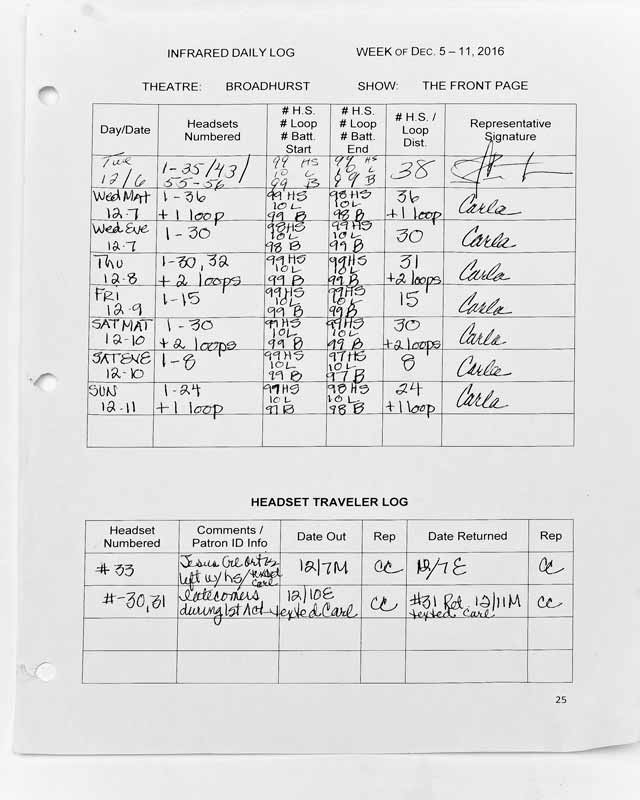 INFRARED DAILY LOG WEEK OF DEC. 5 – 11, 2016
THEATRE: BROADHURST SHOW: THE FRONT PAGE
Day/Date Headsets Numbered # H.S. # Loop # Batt. Start # H.S. # Loop # Batt. End # H.S. / Loop Dist. Representative Signature
Tue 12/6 1-35/43/ 55-56 99 HS 10 L 99 B 99 HS 10 L 99 B 38
Wed Mat 12-7 1-36 +1 loop 99 HS 10 L 99 B 98 HS 10 L 98 B 36 +1 loop Carla
Wed Eve 12-7 1-30 98 HS 10 L 98 B 99 HS 10 L 99 B 30 Carla
Thu 12-8 1-30, 32 +2 loops 99 HS 10 L 99 B 99 HS 10 L 99 B 31 +2 loops Carla
FRI 12-9 1-15 99 HS 10 L 99 B 99 HS 10 L 99 B 15 Carla
SAT MAT 12-10 1-30 +2 loops 99 HS 10 L 99 B 99 HS 10 L 99 B 30 +2 loops Carla
SAT EVE 12-10 1-8 99 HS 10 L 99 B 97 HS 10 L 97 B 8 Carla
SUN 12-11 1-24 +1 loop 97 HS 10 L 97 B 98 HS 10 L 98 B 24 +1 loop Carla
HEADSET TRAVELER LOG
Headset Numbered Comments / Patron ID Info Date Out Rep Date Returned Rep
# 33 Jesus left w/hs/texted Carl 12/7M CC 12/7E CC
#-30,31 latecomers during 1st Act 12/10E texted Carl CC #31 Ret. 12/11M texted Carl CC
25